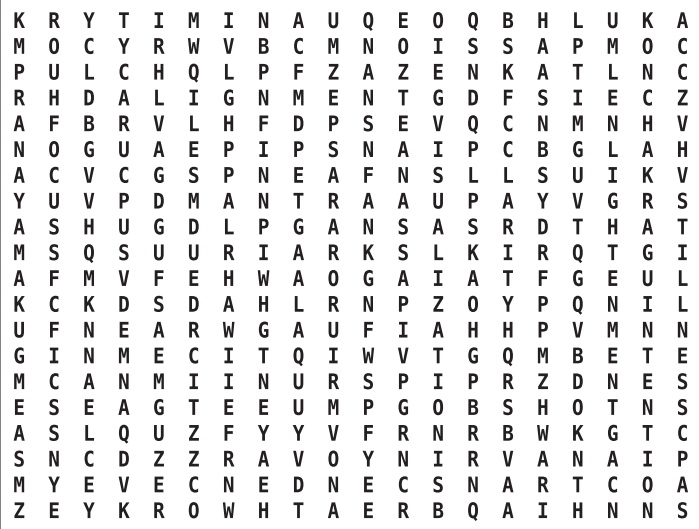 K R Y T I M I N A U Q E O Q B H L U K A
M O C Y R W V B C M N O I S S A P M O C
P U L C H Q L P F Z A Z E N K A T L N C
R H D A L I G N M E N T G D F S I E C Z
A F B R V L H F D P S E V Q C N M N H V
N O G U A E P I P S N A I P C B G L A H
A C V C G S P N E A F N S L L S U I K V
Y U V P D M A N T R A A U P A Y V G R S
A S H U G D L P G A N S A S R D T H A T
M S Q S U U R I A R K S L K I R Q T G I
A F M V F E H W A O G A I A T F G E U L
K C K D S D A H L R N P Z O Y P Q N I L
U F N E A R W G A U F I A H H P V M N N
G I N M E C I T Q I W V T G Q M B E T E
M C A N M I I N U R S P I P R Z D N E S
E S E A G T E E U M P G O B S H O T N S
A S L Q U Z F Y Y V F R N R B W K G T C
S N C D Z Z R A V O Y N I R V A N A I P
M Y E V E C N E D N E C S N A R T C O A
Z E Y K R O W H T A E R B Q A I H N N S